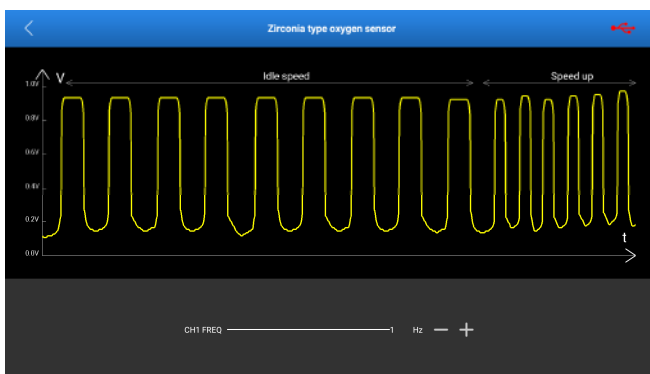 Zirconia type oxygen sensor
V
Idle speed
Speed up
1.0V
0.8V
0.6V
0.4V
0.2V
0.0V
t
CH1 FREQ 1 Hz